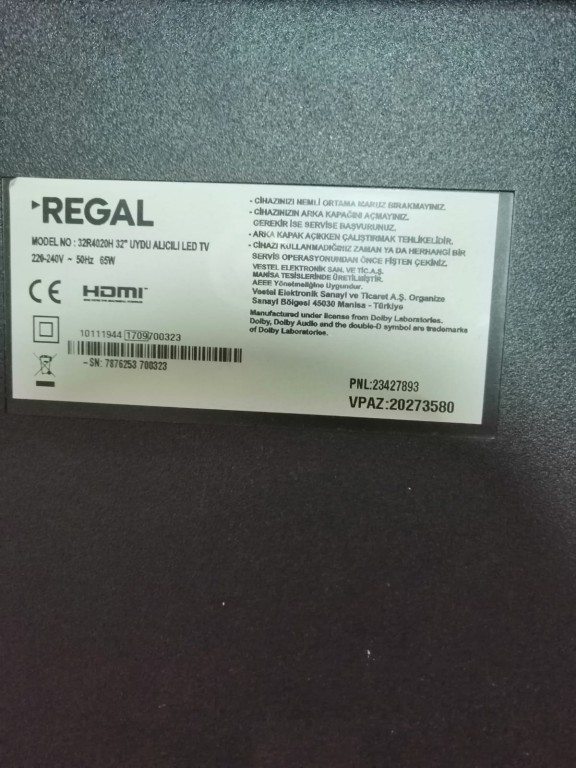 REGAL
MODEL NO : 32R4020H 32" UYDU ALICILI LED TV
220-240V ~ 50Hz 65W
CE HDMI
10111944 1709 700323
-SN: 7876253 700323
- CİHAZINIZI NEMLİ ORTAMA MARUZ BIRAKMAYINIZ.
- CİHAZINIZIN ARKA KAPAĞINI AÇMAYINIZ.
GEREKİR İSE SERVİSE BAŞVURUNUZ.
- ARKA KAPAK AÇIKKEN ÇALIŞTIRMAK TEHLİKELİDİR.
- CİHAZI KULLANMADIĞINIZ ZAMAN YA DA HERHANGİ BİR
SERVİS OPERASYONUNDAN ÖNCE FİŞTEN ÇEKİNİZ.
VESTEL ELEKTRONİK SAN. VE TİC.A.Ş.
MANİSA TESİSLERİNDE ÜRETİLMİŞTİR.
AEEE Yönetmeliğine Uygundur.
Vestel Elektronik Sanayi ve Ticaret A.Ş. Organize
Sanayi Bölgesi 45030 Manisa - Türkiye
Manufactured under license from Dolby Laboratories.
Dolby, Dolby Audio and the double-D symbol are trademarks
of Dolby Laboratories.
PNL:23427893
VPAZ:20273580